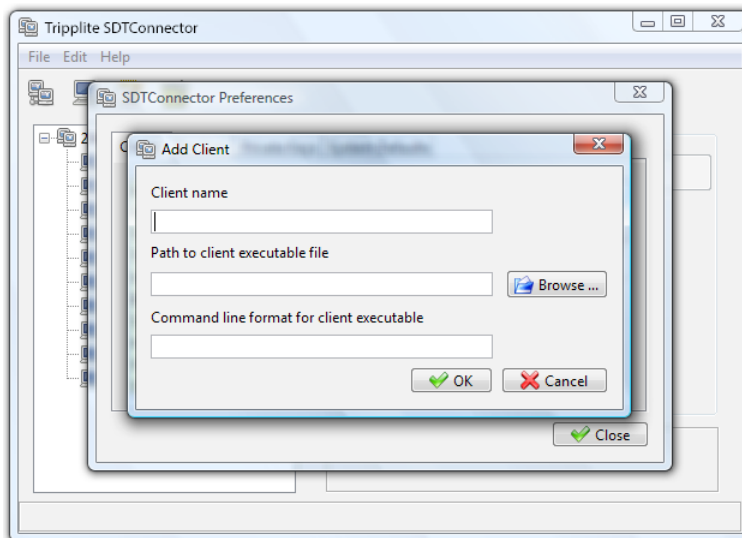 Tripplite SDTConnector
File Edit Help
SDTConnector Preferences
2
Add Client
Client name
Path to client executable file
Browse ...
Command line format for client executable
OK
Cancel
Close